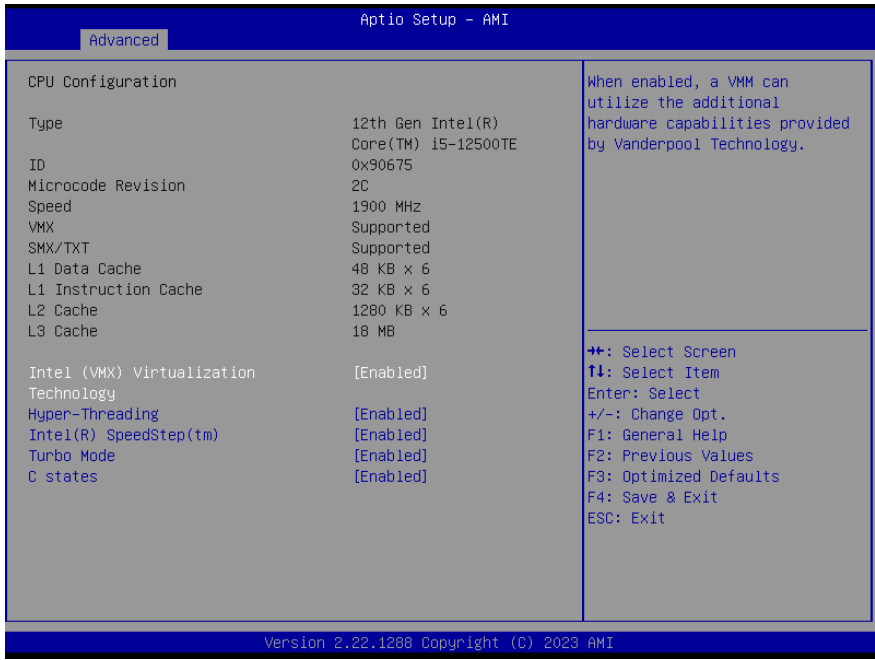 Aptio Setup – AMI
Advanced
CPU Configuration
Type 12th Gen Intel(R)
Core(TM) i5-12500TE
ID 0x90675
Microcode Revision 2C
Speed 1900 MHz
VMX Supported
SMX/TXT Supported
L1 Data Cache 48 KB x 6
L1 Instruction Cache 32 KB x 6
L2 Cache 1280 KB x 6
L3 Cache 18 MB
Intel (VMX) Virtualization [Enabled]
Technology
Hyper-Threading [Enabled]
Intel(R) SpeedStep(tm) [Enabled]
Turbo Mode [Enabled]
C states [Enabled]
When enabled, a VMM can
utilize the additional
hardware capabilities provided
by Vanderpool Technology.
→←: Select Screen
↑↓: Select Item
Enter: Select
+/-: Change Opt.
F1: General Help
F2: Previous Values
F3: Optimized Defaults
F4: Save & Exit
ESC: Exit
Version 2.22.1288 Copyright (C) 2023 AMI